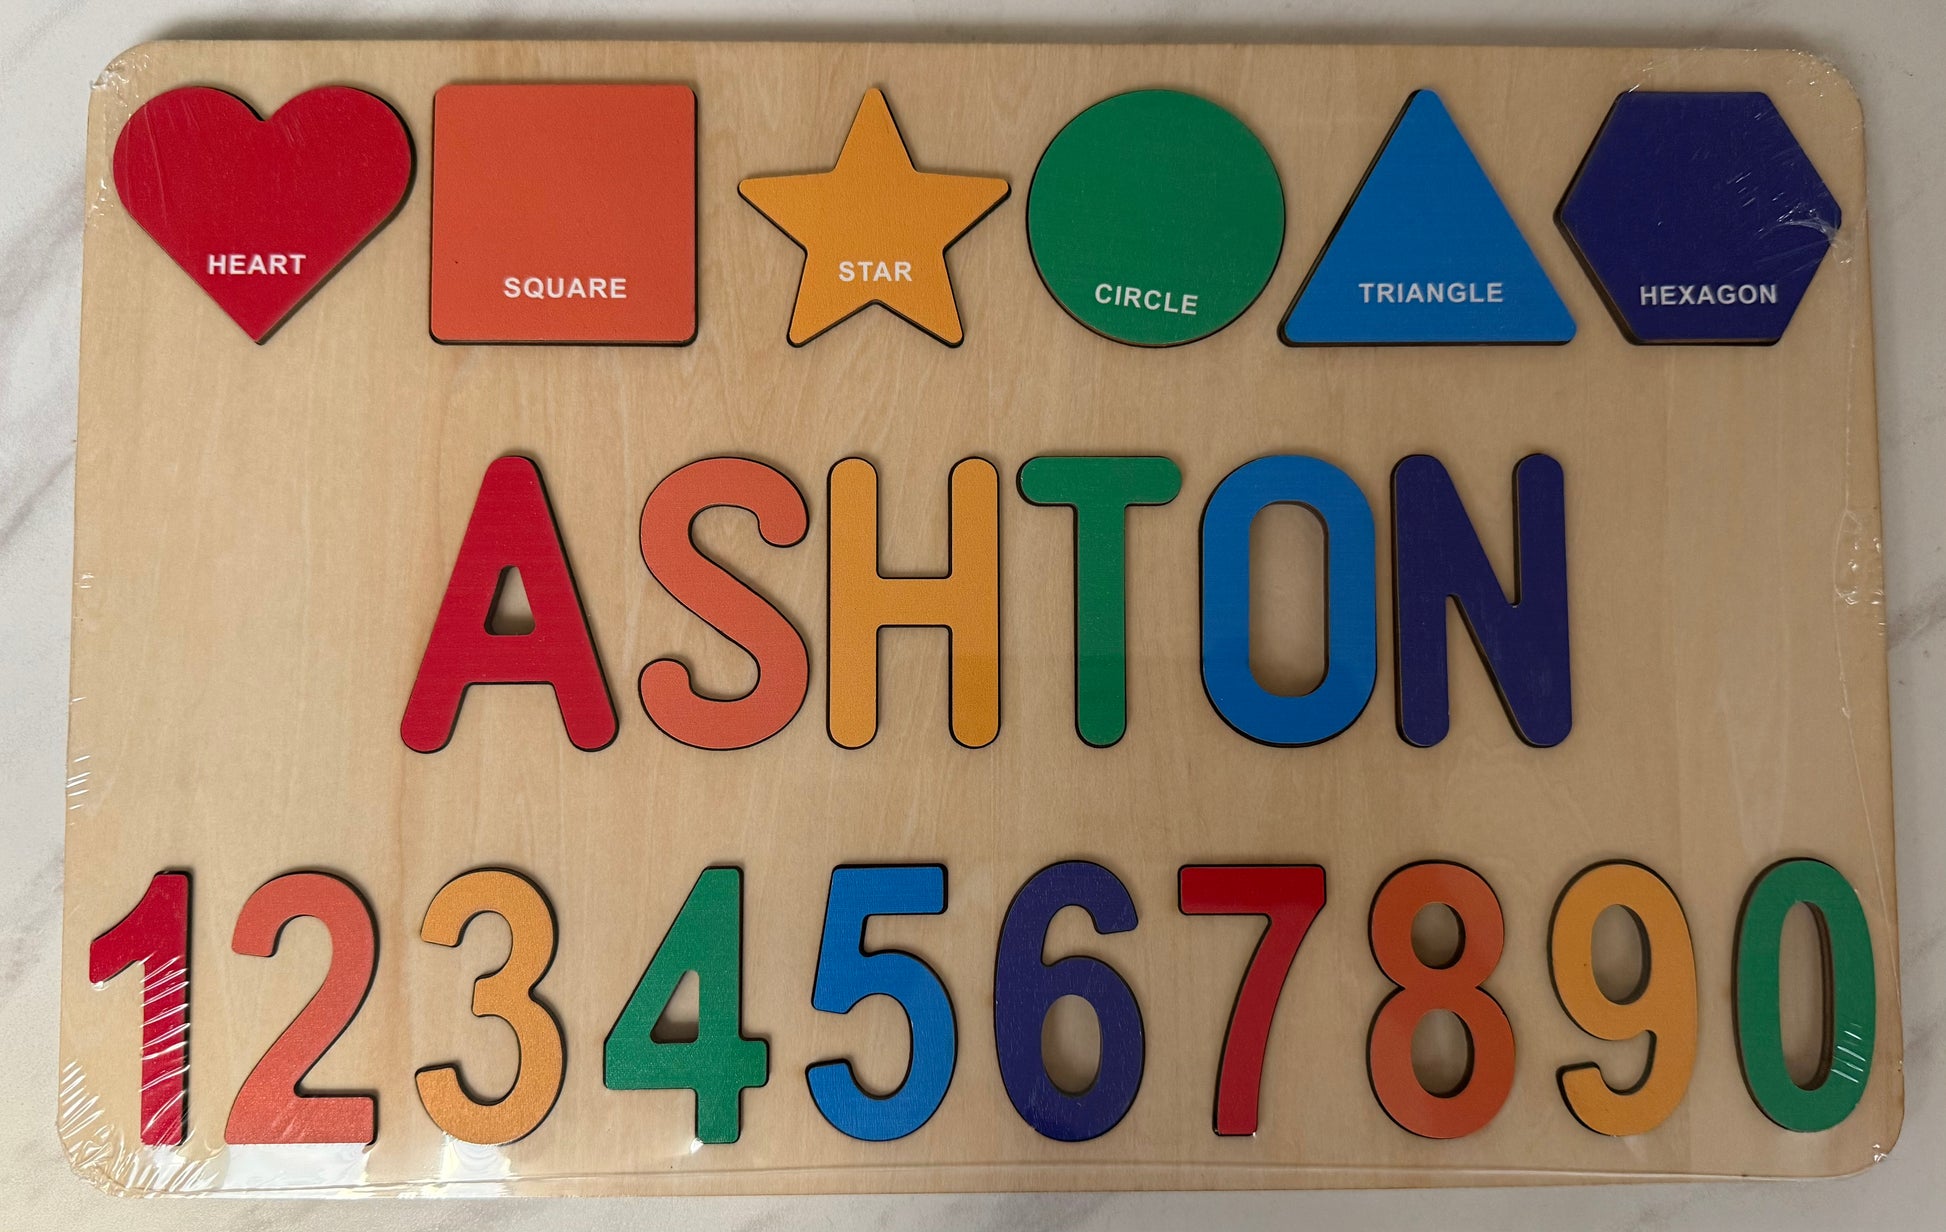 HEART SQUARE STAR CIRCLE TRIANGLE HEXAGON
ASHTON
1234567890